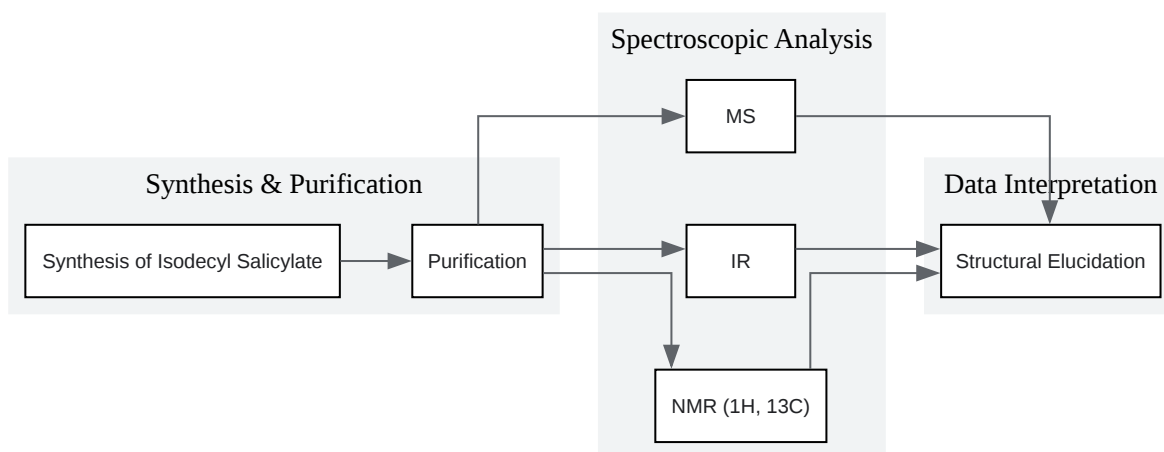 Spectroscopic Analysis
MS
Synthesis & Purification
Data Interpretation
Synthesis of Isodecyl Salicylate
Purification
IR
Structural Elucidation
NMR (1H, 13C)